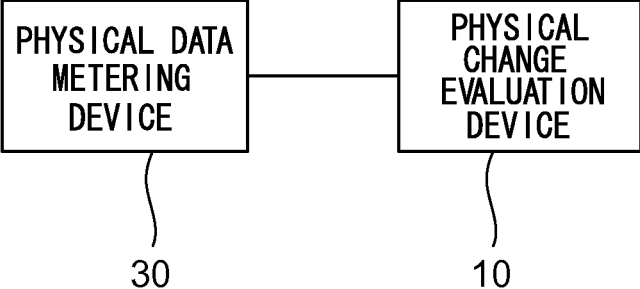 PHYSICAL DATA
METERING
DEVICE
PHYSICAL
CHANGE
EVALUATION
DEVICE
30
10